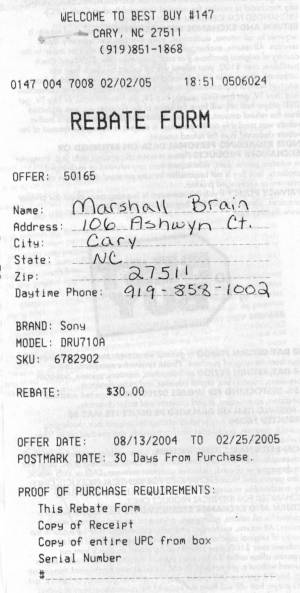 WELCOME TO BEST BUY #147
CARY, NC 27511
(919)851-1868
0147 004 7008 02/02/05 18:51 0506024
REBATE FORM
OFFER: 50165
Name: Marshall Brain
Address: 106 Ashwyn Ct.
City: Cary
State: NC
Zip: 27511
Daytime Phone: 919-858-1002
BRAND: Sony
MODEL: DRU710A
SKU: 6782902
REBATE: $30.00
OFFER DATE: 08/13/2004 TO 02/25/2005
POSTMARK DATE: 30 Days From Purchase.
PROOF OF PURCHASE REQUIREMENTS:
This Rebate Form
Copy of Receipt
Copy of entire UPC from box
Serial Number
#